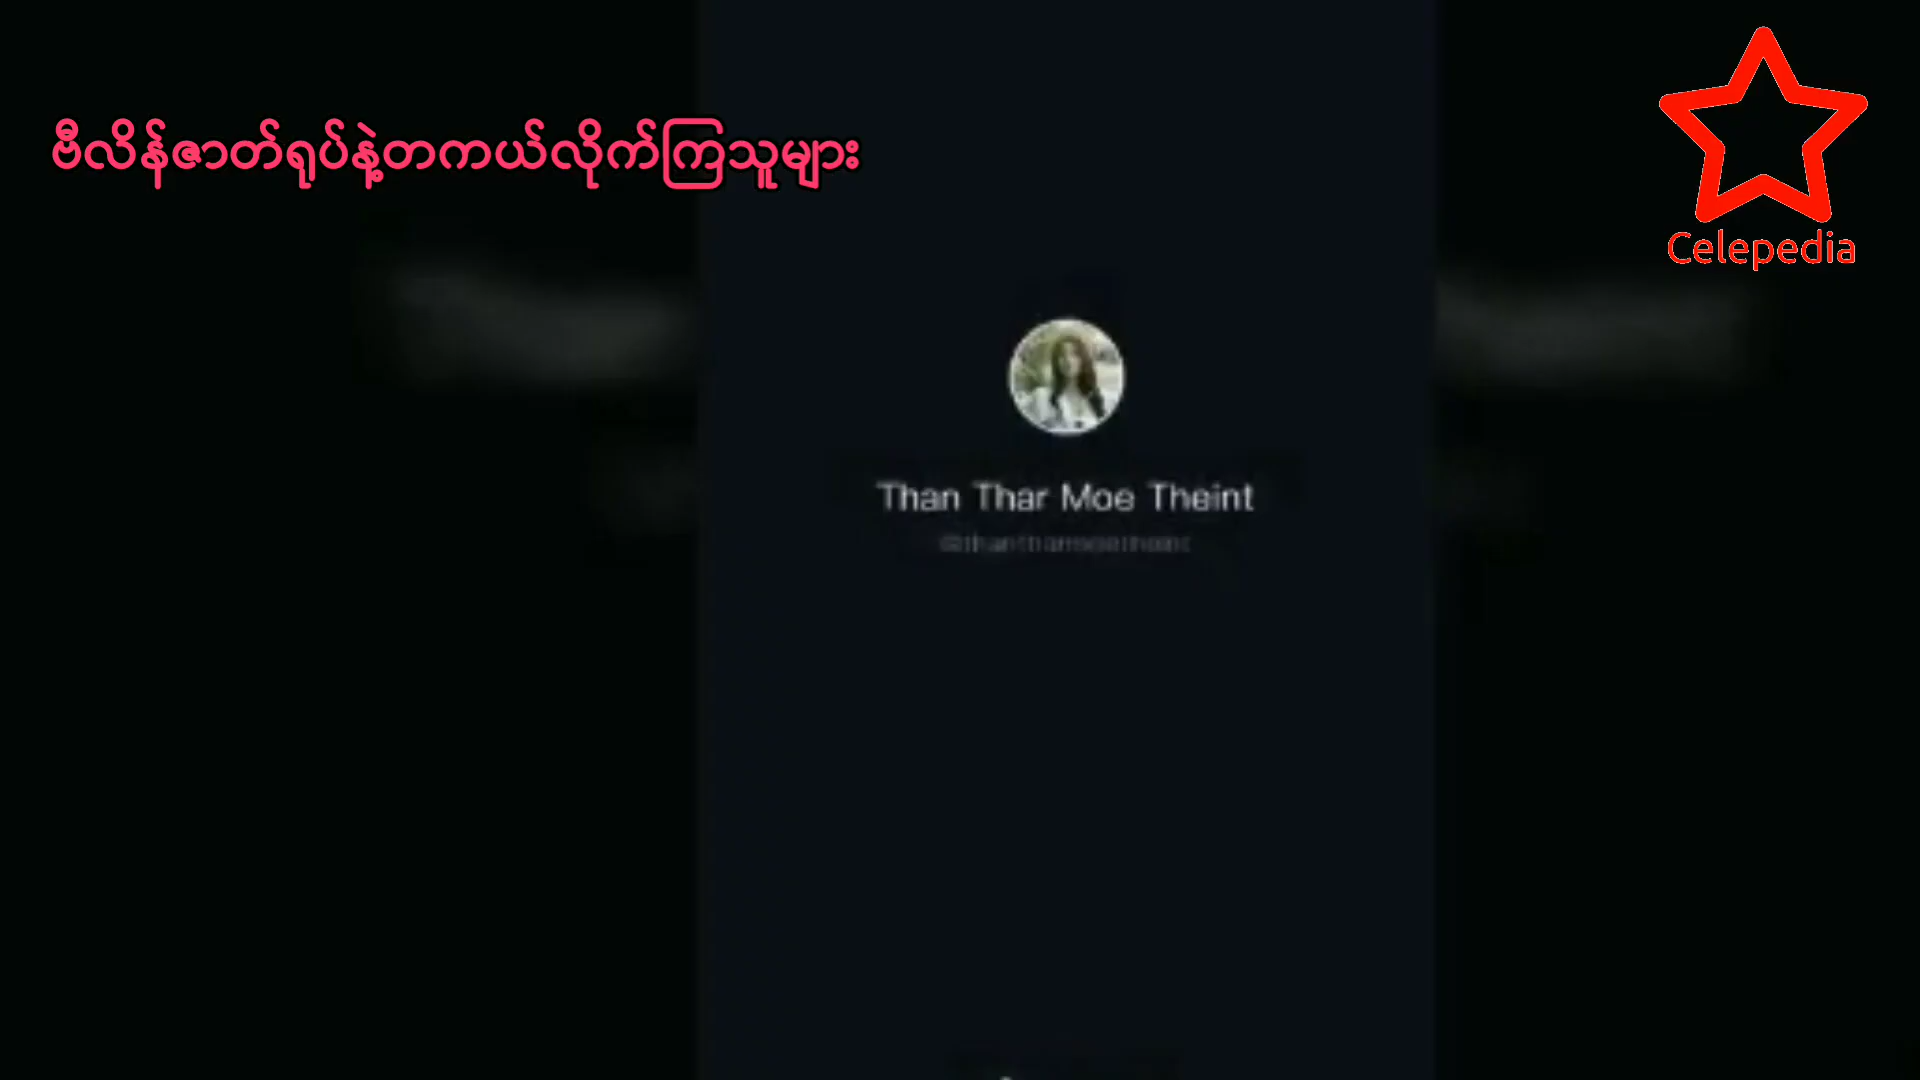 ဗီလိန်ဇာတ်ရုပ်နဲ့တကယ်လိုက်ကြသူများ
Celepedia
Than Thar Moe Theint